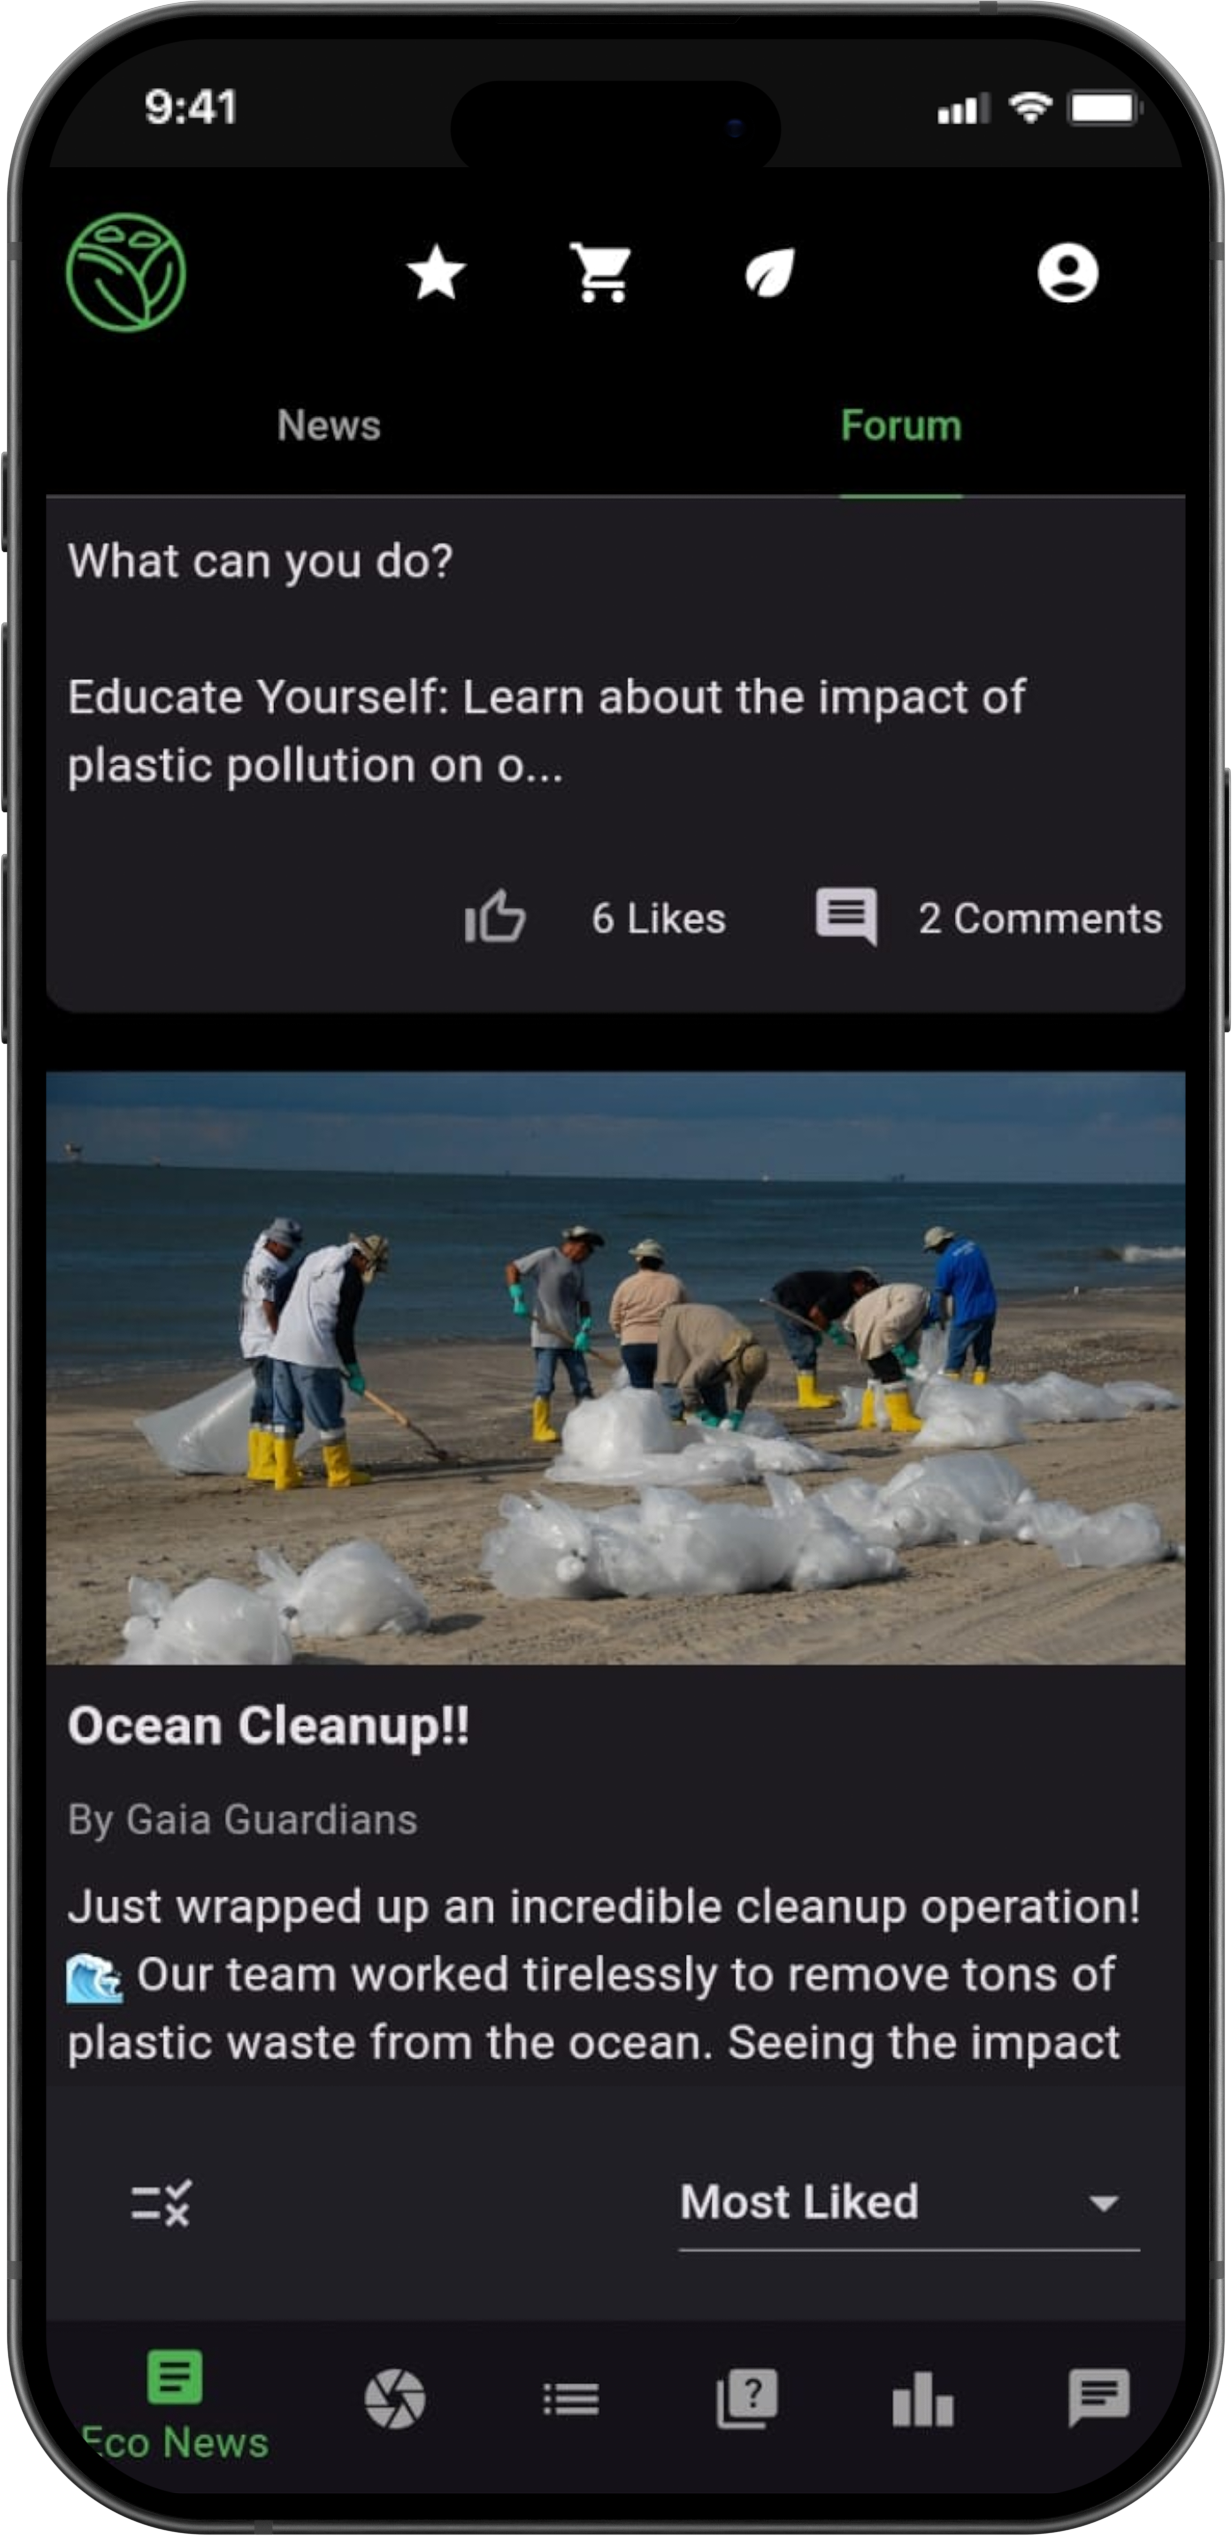 9:41
News
Forum
What can you do?
Educate Yourself: Learn about the impact of
plastic pollution on o...
6 Likes
2 Comments
Ocean Cleanup!!
By Gaia Guardians
Just wrapped up an incredible cleanup operation!
🌊 Our team worked tirelessly to remove tons of
plastic waste from the ocean. Seeing the impact
Most Liked
?
Eco News